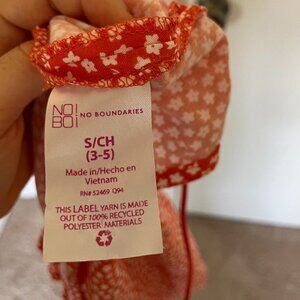 NO
BO
NO BOUNDARIES
S/CH
(3-5)
Made in/Hecho en
Vietnam
RN# 52469 Q94
THIS LABEL YARN IS MADE
OUT OF 100% RECYCLED
POLYESTER MATERIALS